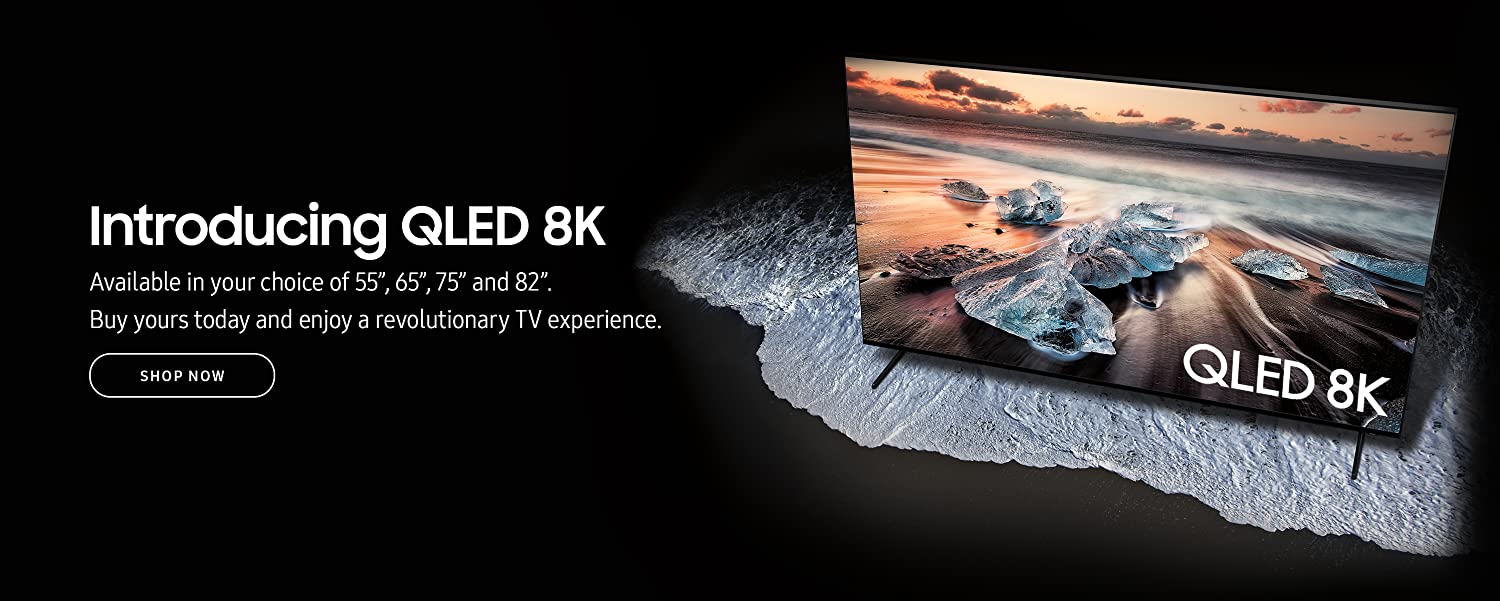 Introducing QLED 8K
Available in your choice of 55”, 65”, 75” and 82”.
Buy yours today and enjoy a revolutionary TV experience.
SHOP NOW
QLED 8K